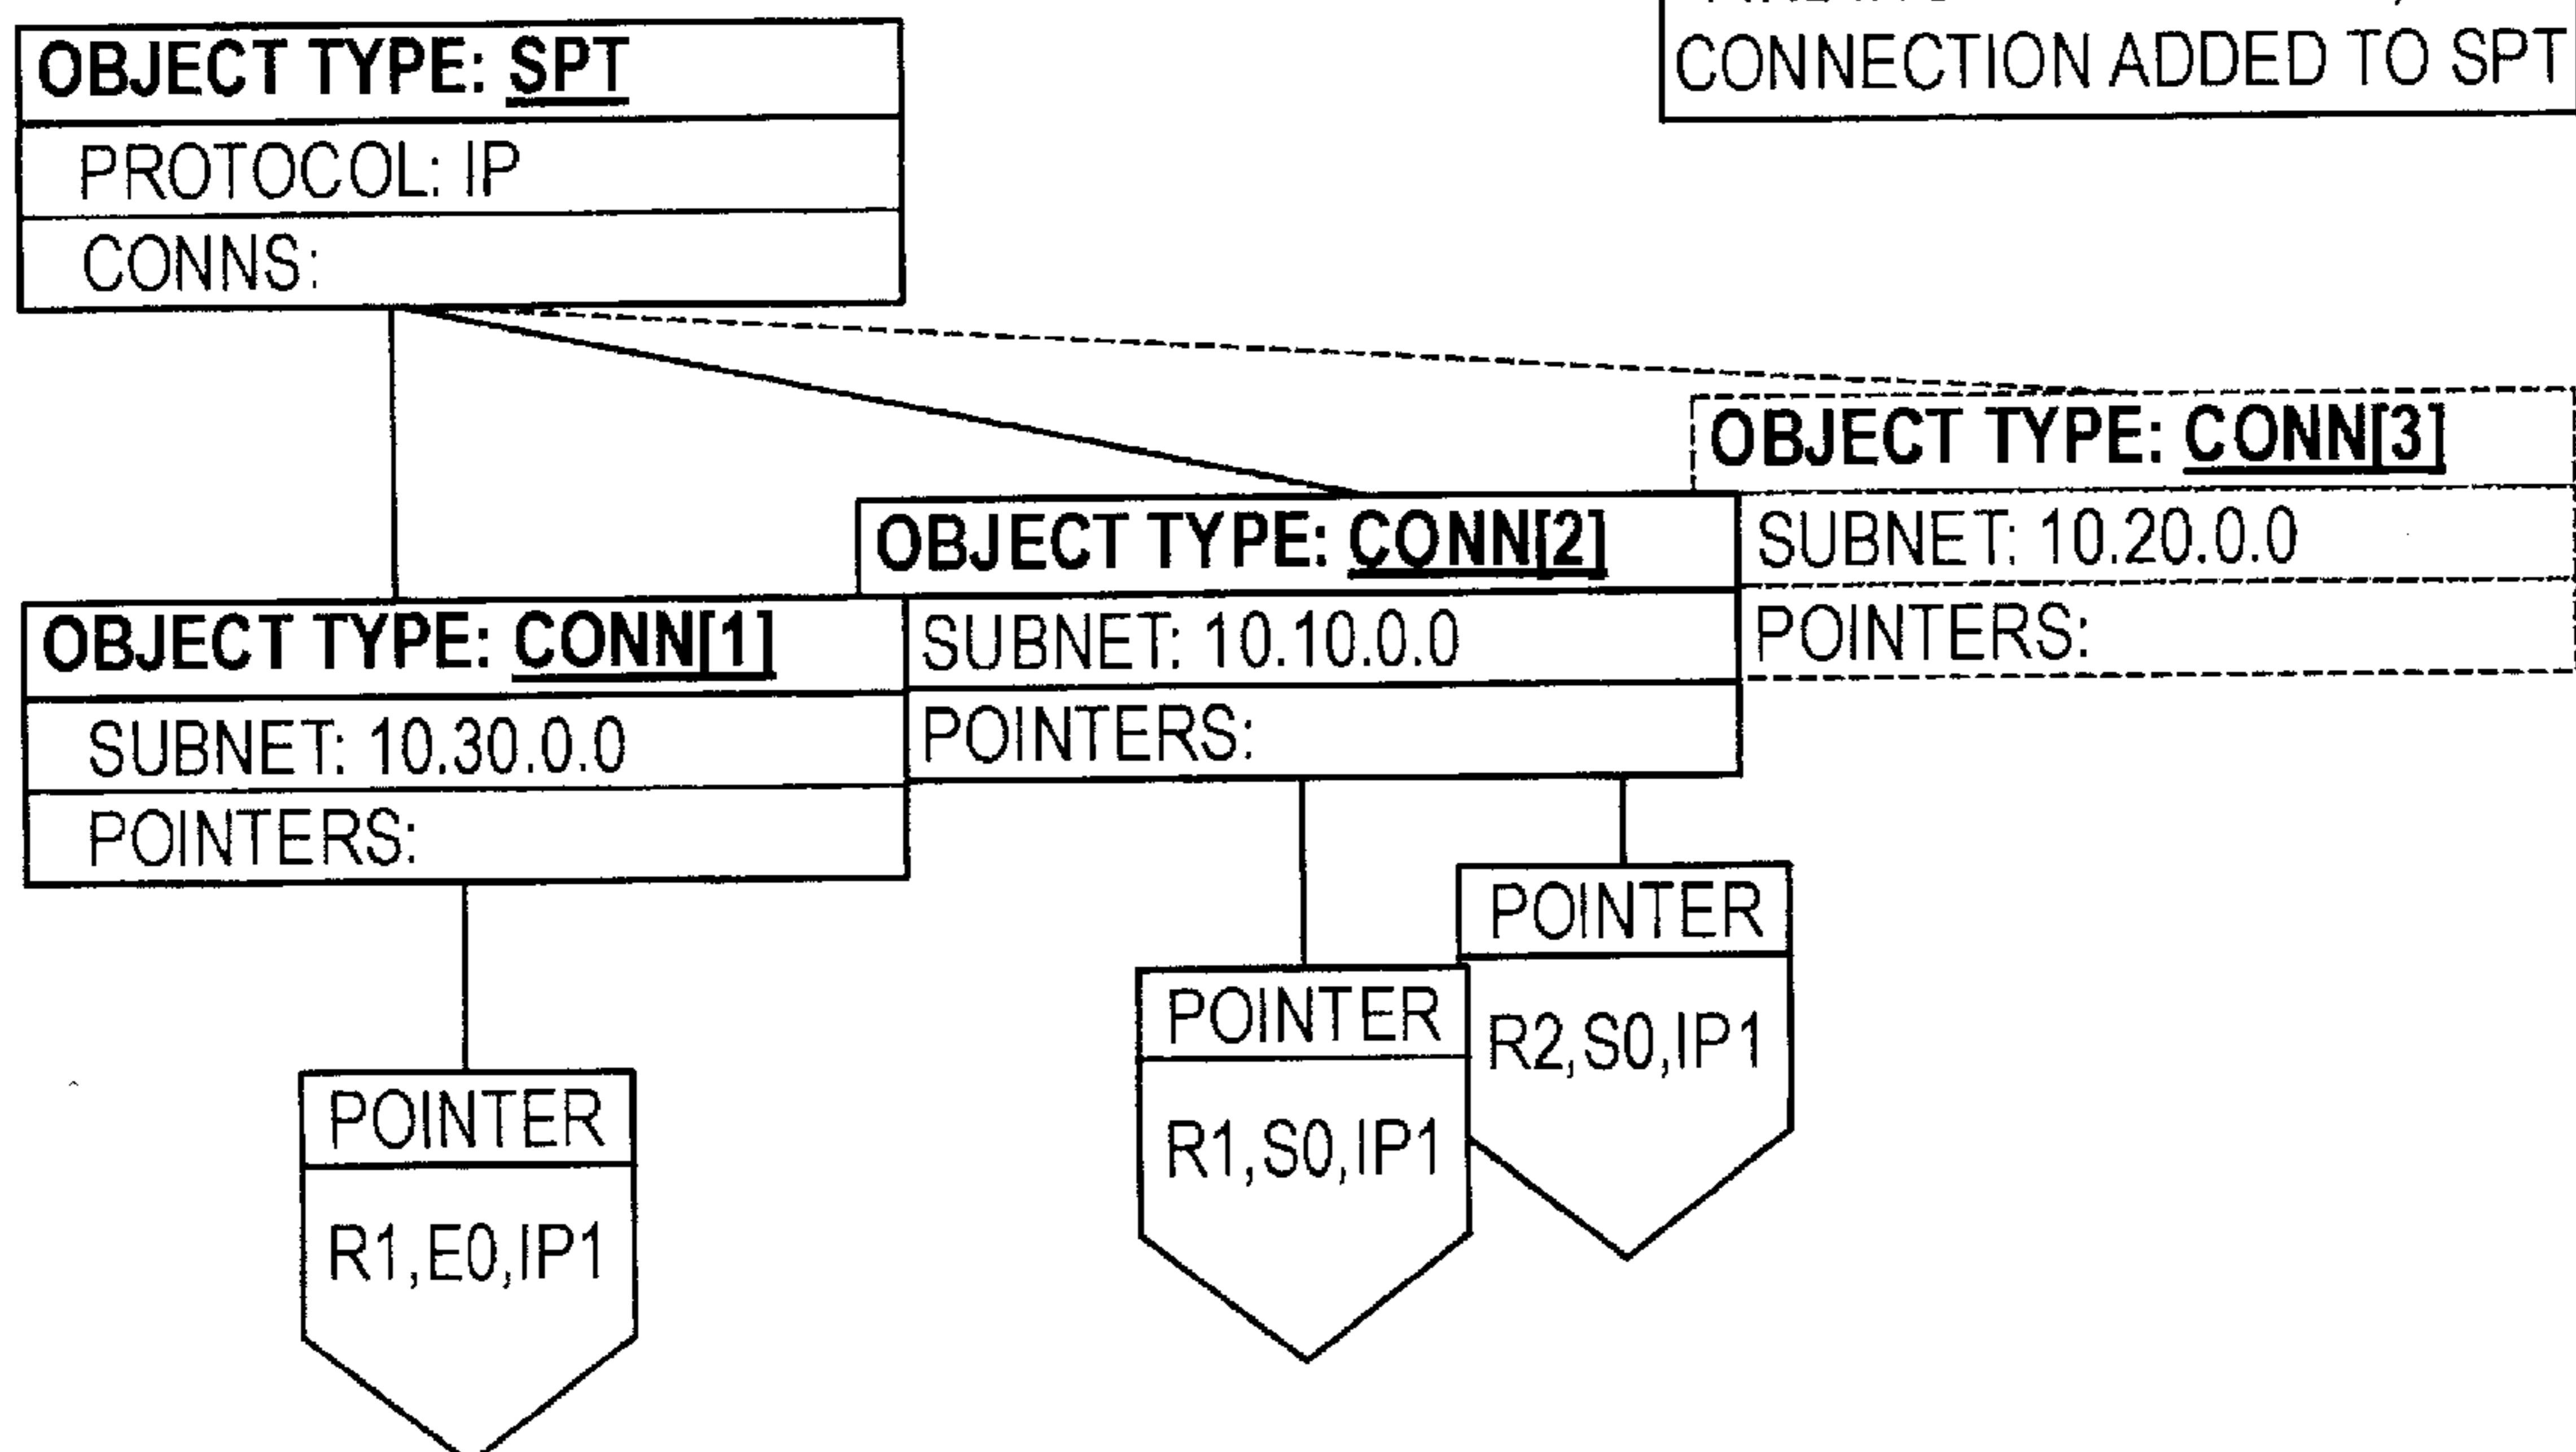 CONNECTION ADDED TO SPT
OBJECT TYPE: SPT
PROTOCOL: IP
CONNS:
OBJECT TYPE: CONN[3]
SUBNET: 10.20.0.0
POINTERS:
OBJECT TYPE: CONN[2]
SUBNET: 10.10.0.0
POINTERS:
OBJECT TYPE: CONN[1]
SUBNET: 10.30.0.0
POINTERS:
POINTER
R2,S0,IP1
POINTER
R1,S0,IP1
POINTER
R1,E0,IP1